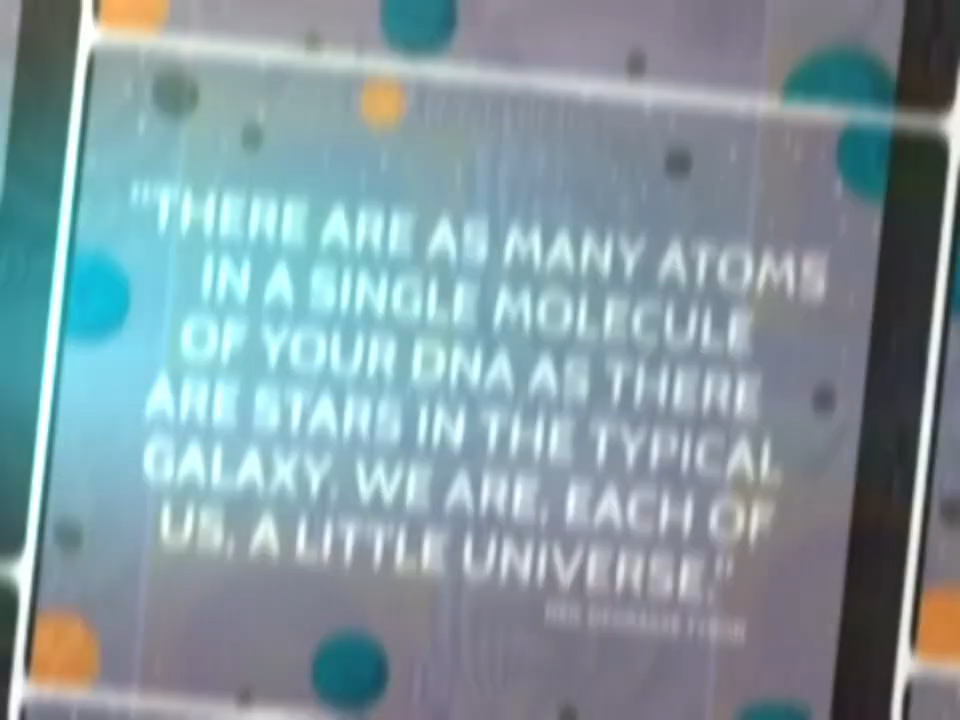 "THERE ARE AS MANY ATOMS
IN A SINGLE MOLECULE
OF YOUR DNA AS THERE
ARE STARS IN THE TYPICAL
GALAXY. WE ARE, EACH OF
US, A LITTLE UNIVERSE."